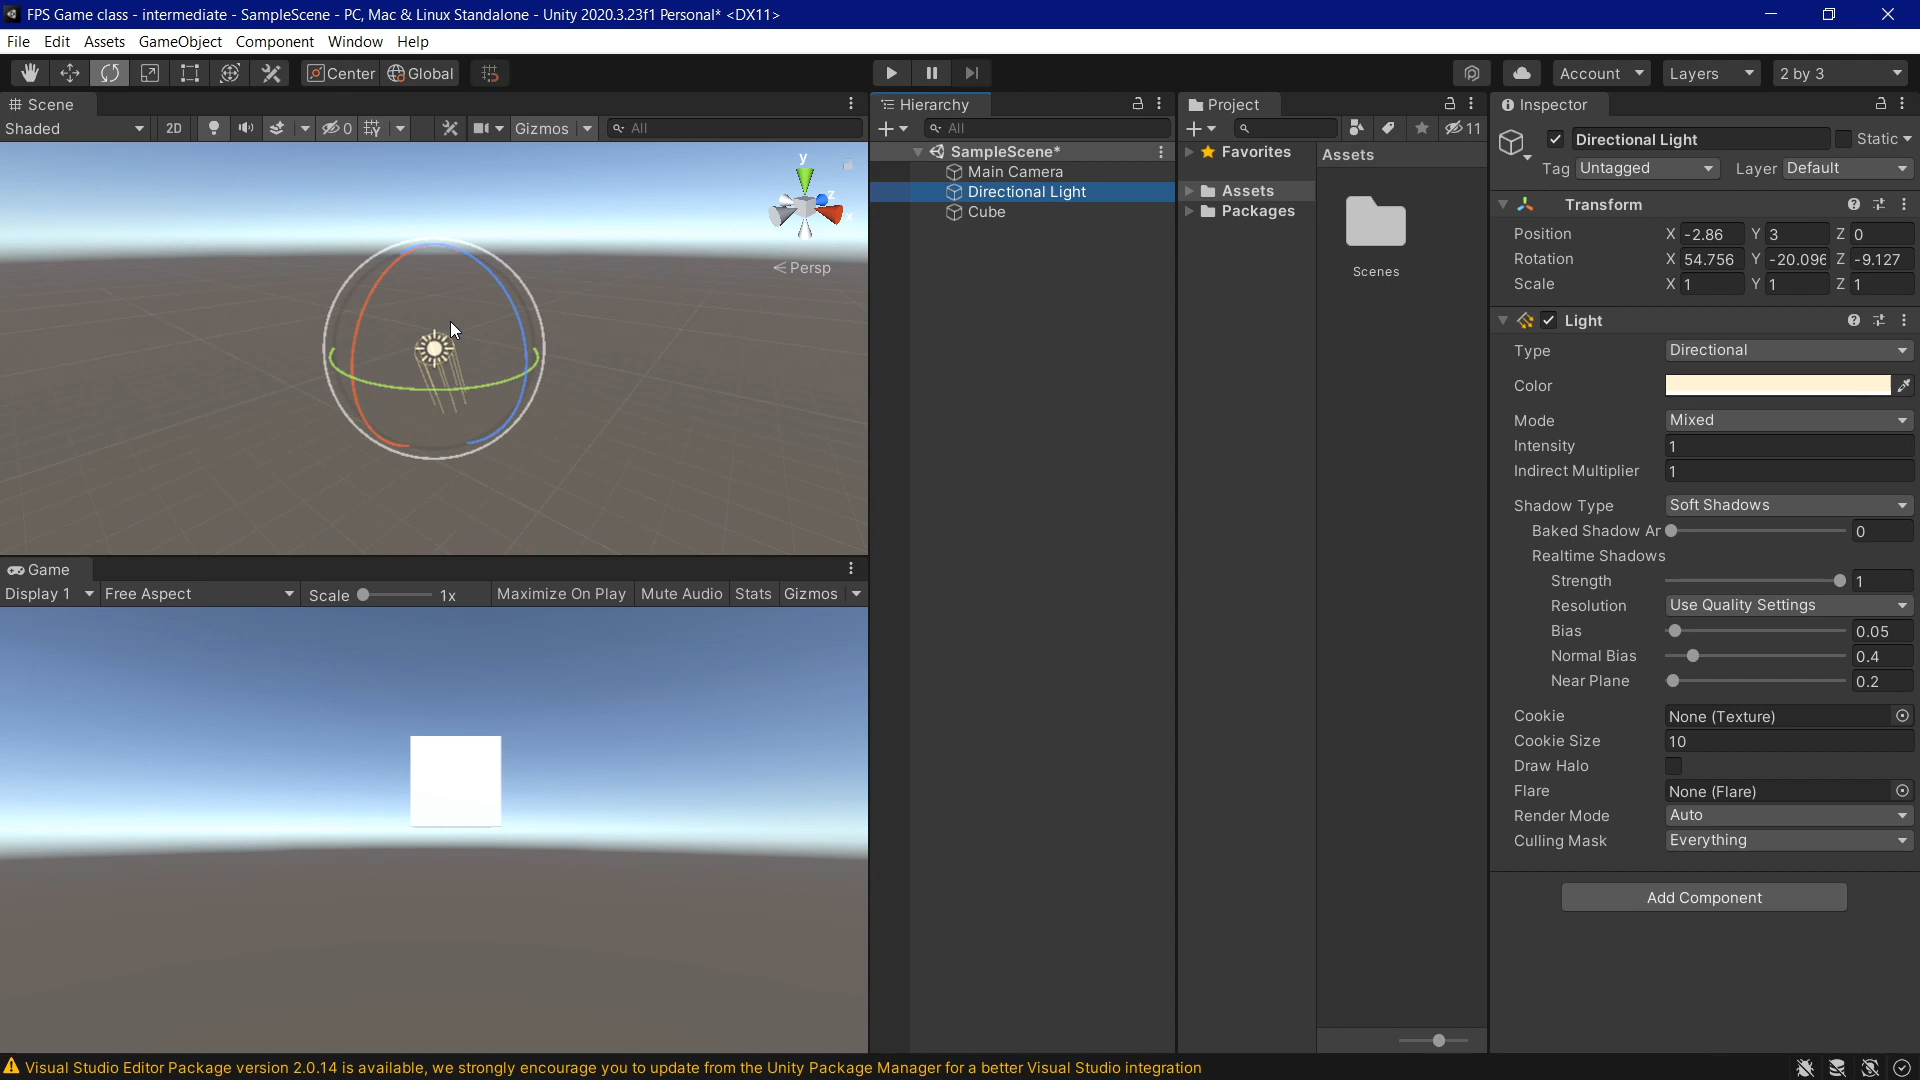 FPS Game class - intermediate - SampleScene - PC, Mac & Linux Standalone - Unity 2020.3.23f1 Personal* <DX11>
File Edit Assets GameObject Component Window Help
Center Global Account Layers 2 by 3
Scene
Shaded 2D 0 Gizmos All
y
z
x
Persp
Game
Display 1 Free Aspect Scale 1x Maximize On Play Mute Audio Stats Gizmos
Hierarchy
All
SampleScene*
Main Camera
Directional Light
Cube
Project
11
Favorites
Assets
Packages
Assets
Scenes
Inspector
Directional Light Static
Tag Untagged Layer Default
Transform
Position X -2.86 Y 3 Z 0
Rotation X 54.756 Y -20.096 Z -9.127
Scale X 1 Y 1 Z 1
Light
Type Directional
Color
Mode Mixed
Intensity 1
Indirect Multiplier 1
Shadow Type Soft Shadows
Baked Shadow Ar 0
Realtime Shadows
Strength 1
Resolution Use Quality Settings
Bias 0.05
Normal Bias 0.4
Near Plane 0.2
Cookie None (Texture)
Cookie Size 10
Draw Halo
Flare None (Flare)
Render Mode Auto
Culling Mask Everything
Add Component
Visual Studio Editor Package version 2.0.14 is available, we strongly encourage you to update from the Unity Package Manager for a better Visual Studio integration